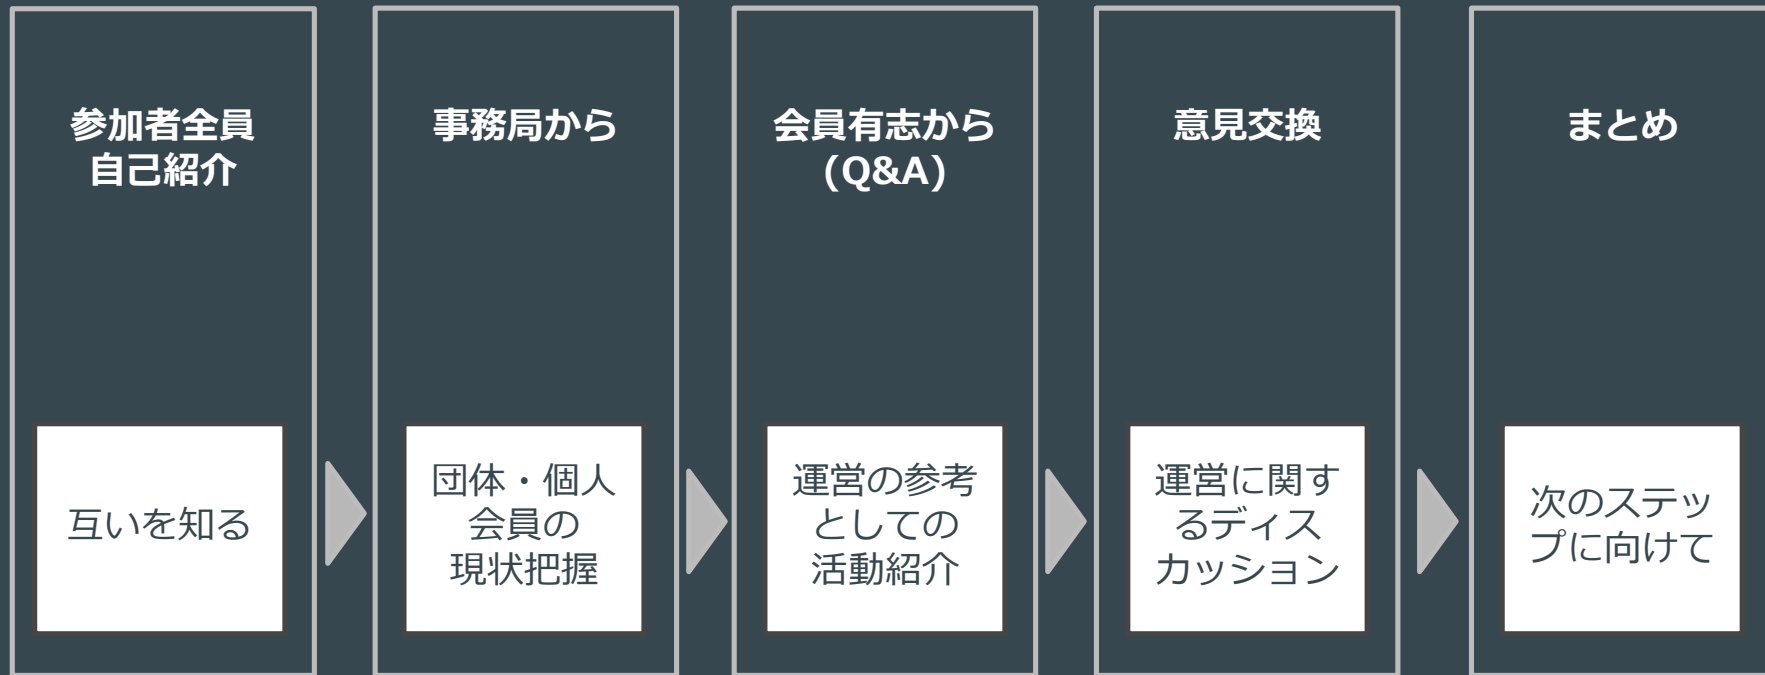 参加者全員
自己紹介
互いを知る
事務局から
団体・個人
会員の
現状把握
会員有志から
(Q&A)
運営の参考
としての
活動紹介
意見交換
運営に関す
るディス
カッション
まとめ
次のステッ
プに向けて